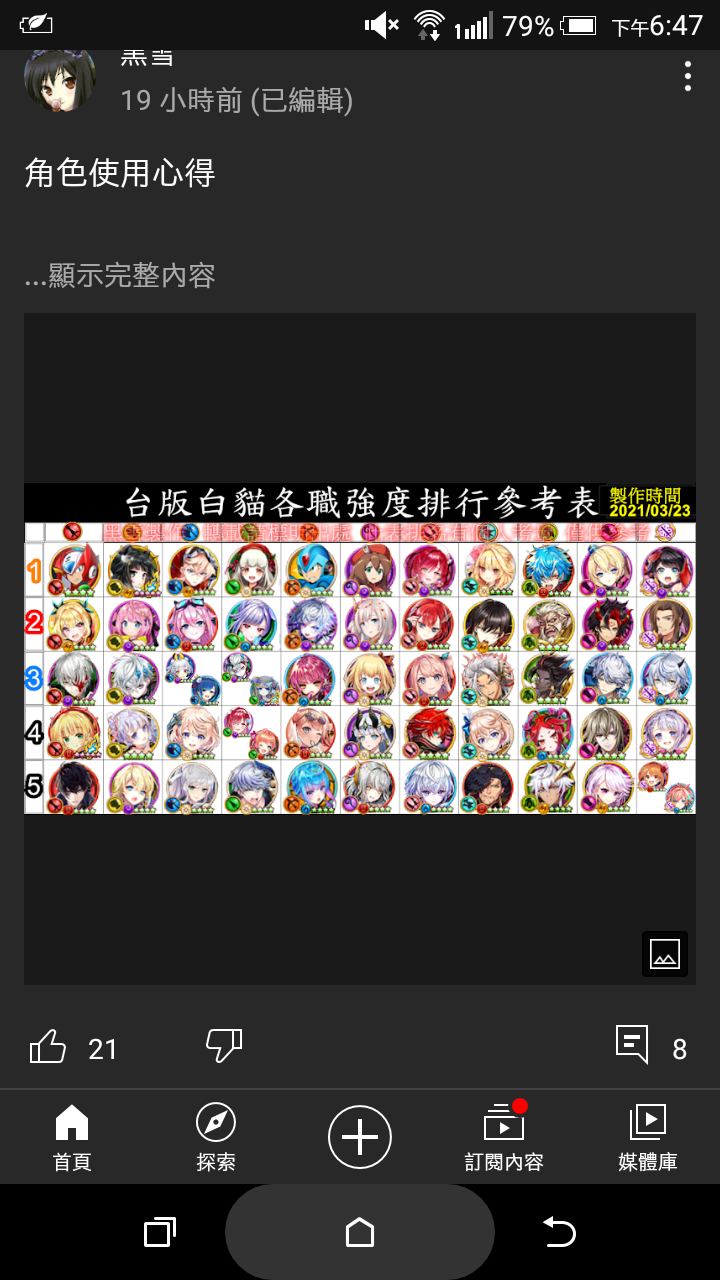 79%
下午6:47
黑雪
19 小時前 (已編輯)
角色使用心得
...顯示完整內容
台版白貓各職強度排行參考表
製作時間
2021/03/23
1
2
3
4
5
21
8
首頁
探索
訂閱內容
媒體庫